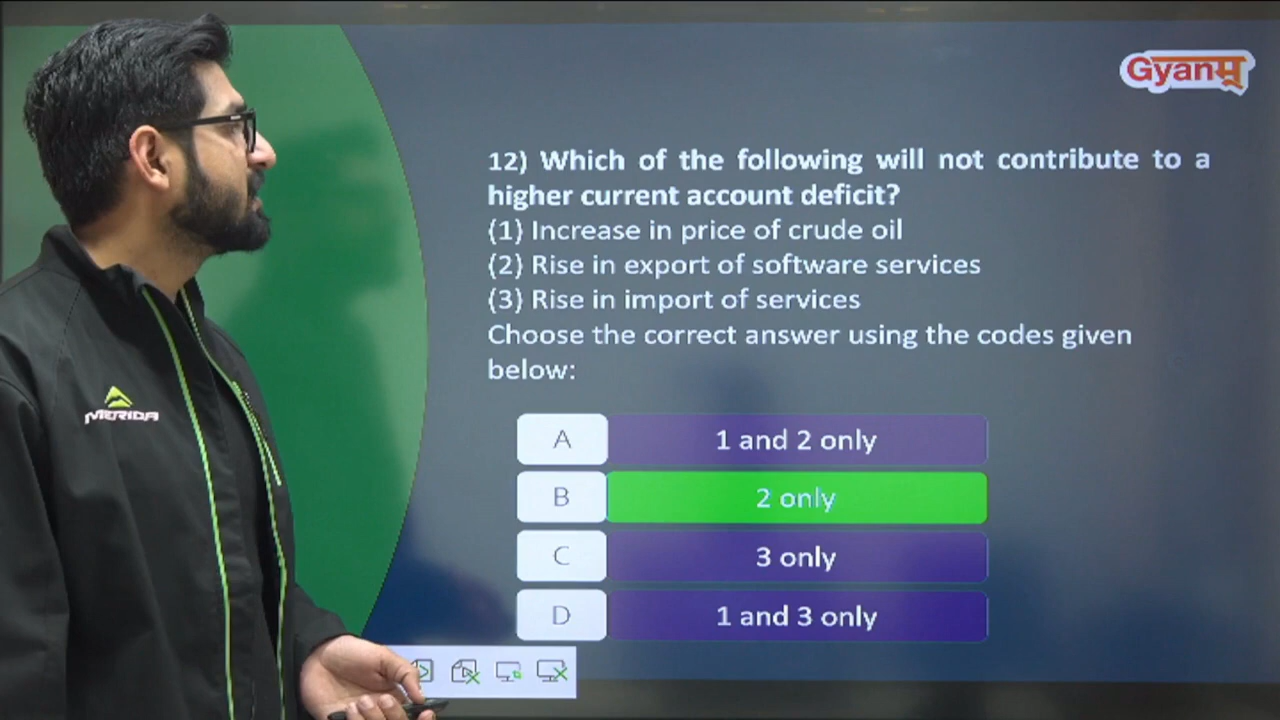 Gyanम्
12) Which of the following will not contribute to a
higher current account deficit?
(1) Increase in price of crude oil
(2) Rise in export of software services
(3) Rise in import of services
Choose the correct answer using the codes given
below:
A 1 and 2 only
B 2 only
C 3 only
D 1 and 3 only
MERIDA